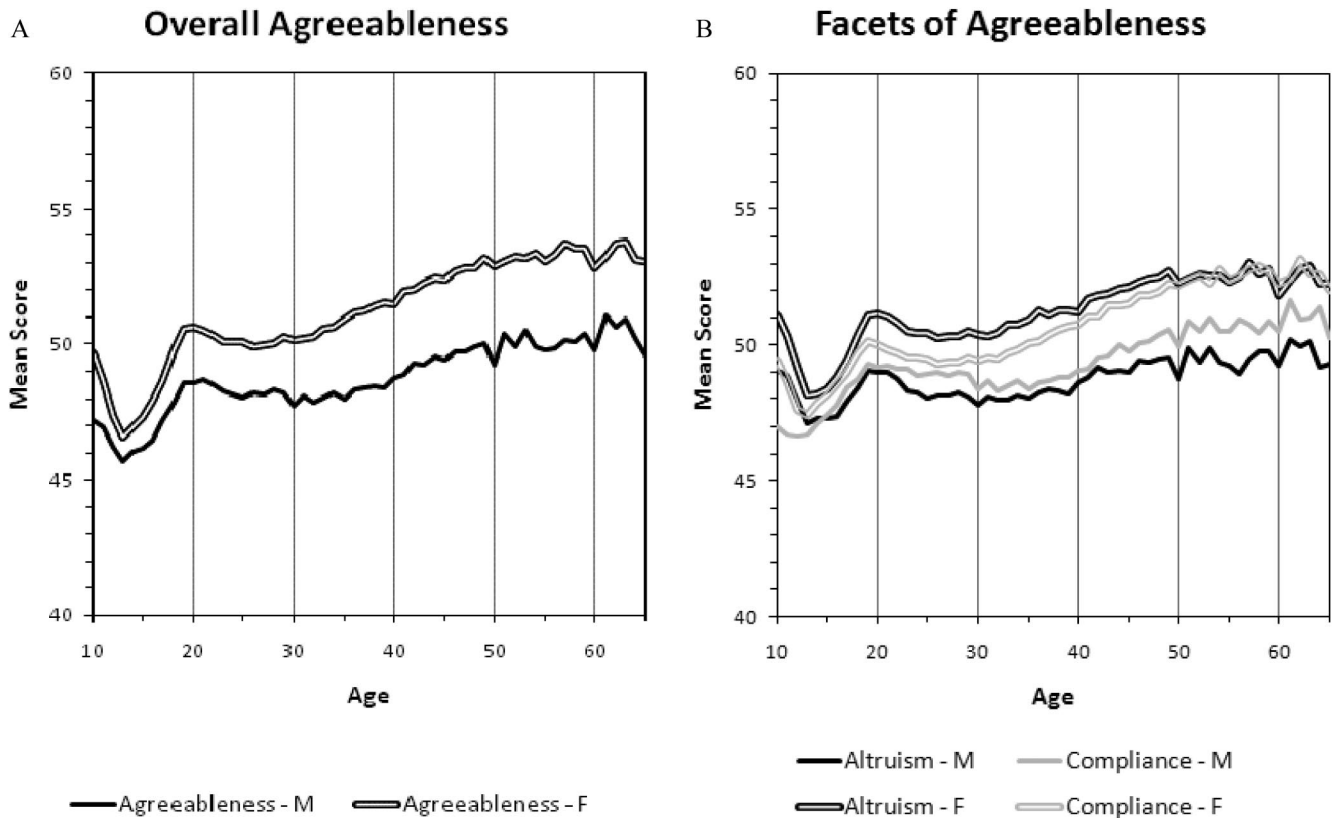 A
Overall Agreeableness
60
55
50
45
40
Mean Score
10 20 30 40 50 60
Age
Agreeableness - M Agreeableness - F
B
Facets of Agreeableness
60
55
50
45
40
Mean Score
10 20 30 40 50 60
Age
Altruism - M Compliance - M
Altruism - F Compliance - F